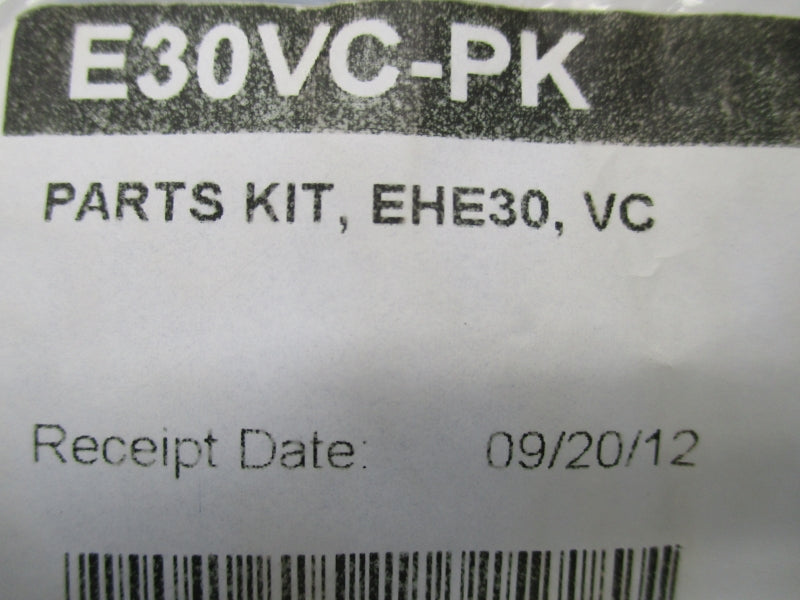 E30VC-PK
PARTS KIT, EHE30, VC
Receipt Date: 09/20/12